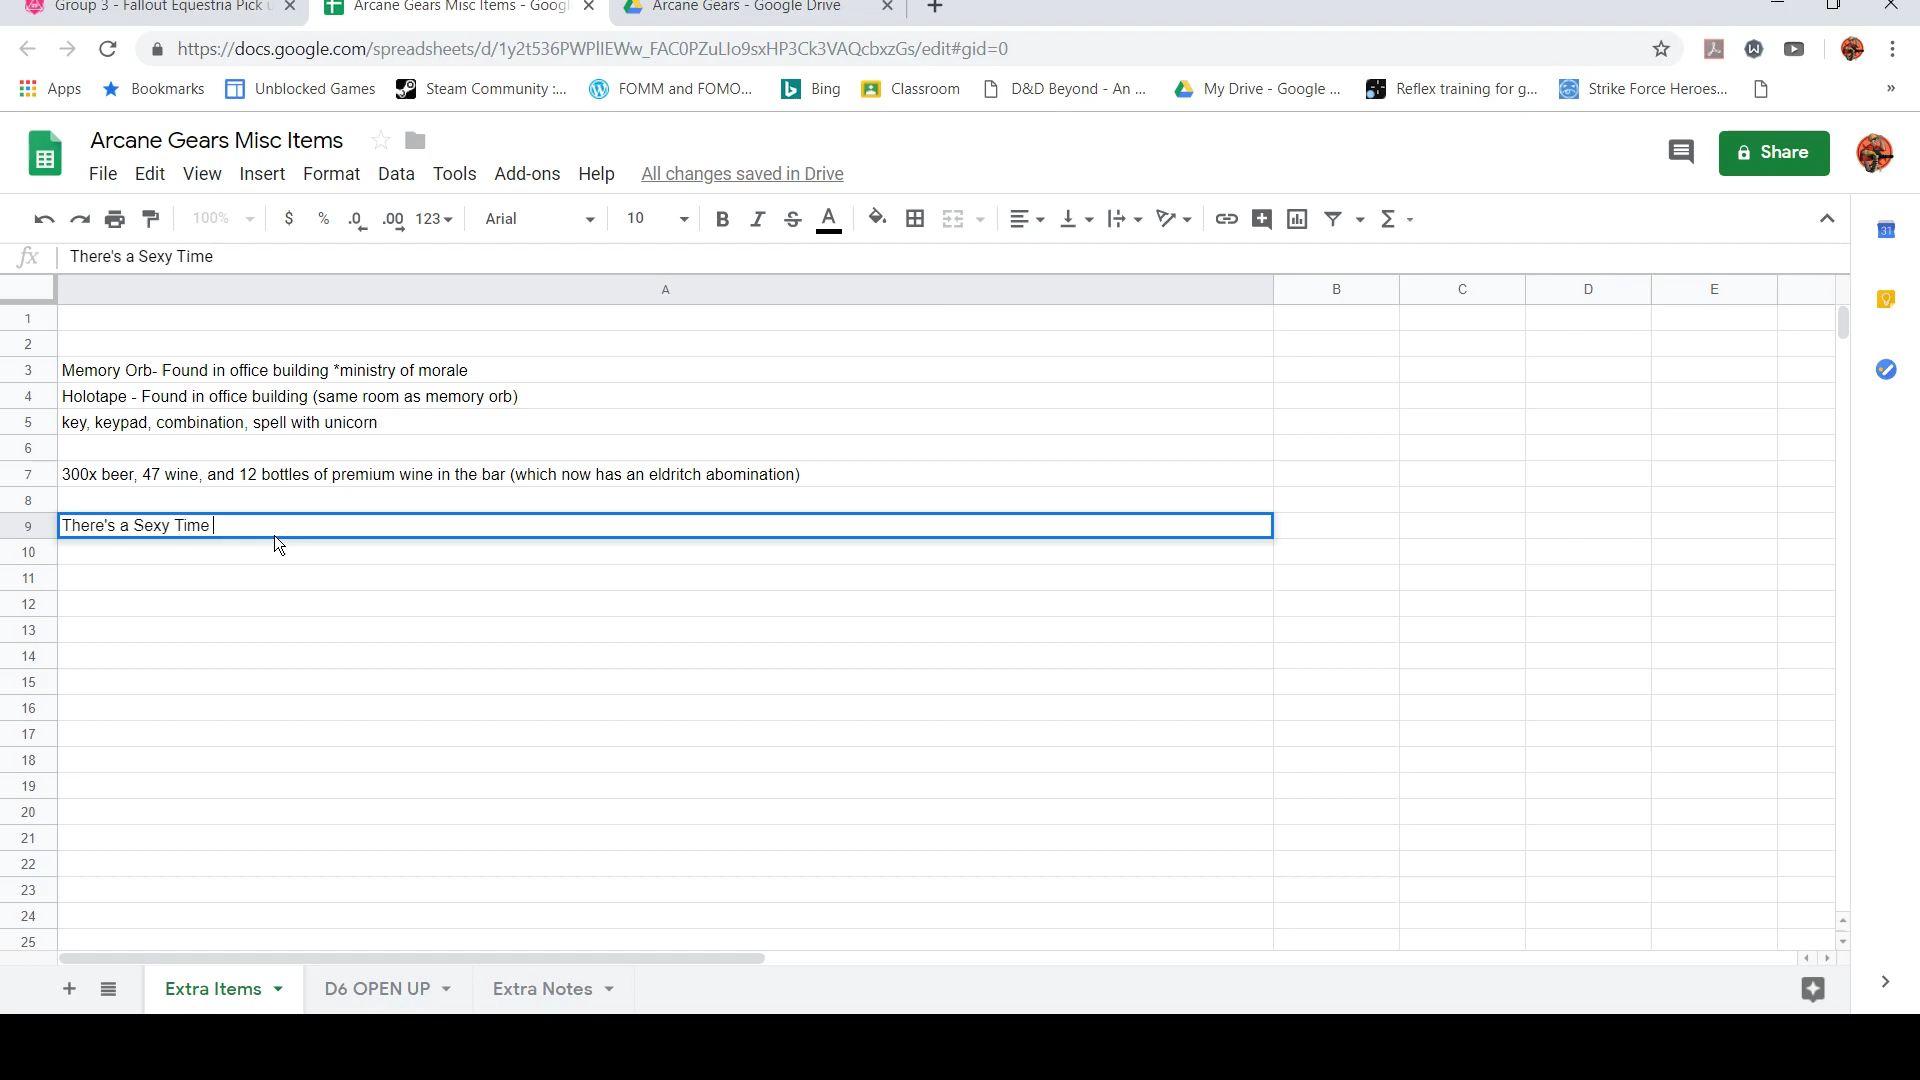 Group 3 - Fallout Equestria Pick u
Arcane Gears Misc Items - Googl
Arcane Gears - Google Drive
https://docs.google.com/spreadsheets/d/1y2t536PWPIIEWw_FAC0PZuLIo9sxHP3Ck3VAQcbxzGs/edit#gid=0
Apps Bookmarks Unblocked Games Steam Community :... FOMM and FOMO... Bing Classroom D&D Beyond - An ... My Drive - Google ... Reflex training for g... Strike Force Heroes... »
Arcane Gears Misc Items
Share
File Edit View Insert Format Data Tools Add-ons Help All changes saved in Drive
100% $ % .0 .00 123 Arial 10 B I S A Σ
31
fx There's a Sexy Time
A B C D E
1
2
3 Memory Orb- Found in office building *ministry of morale
4 Holotape - Found in office building (same room as memory orb)
5 key, keypad, combination, spell with unicorn
6
7 300x beer, 47 wine, and 12 bottles of premium wine in the bar (which now has an eldritch abomination)
8
9 There's a Sexy Time
10
11
12
13
14
15
16
17
18
19
20
21
22
23
24
25
Extra Items D6 OPEN UP Extra Notes